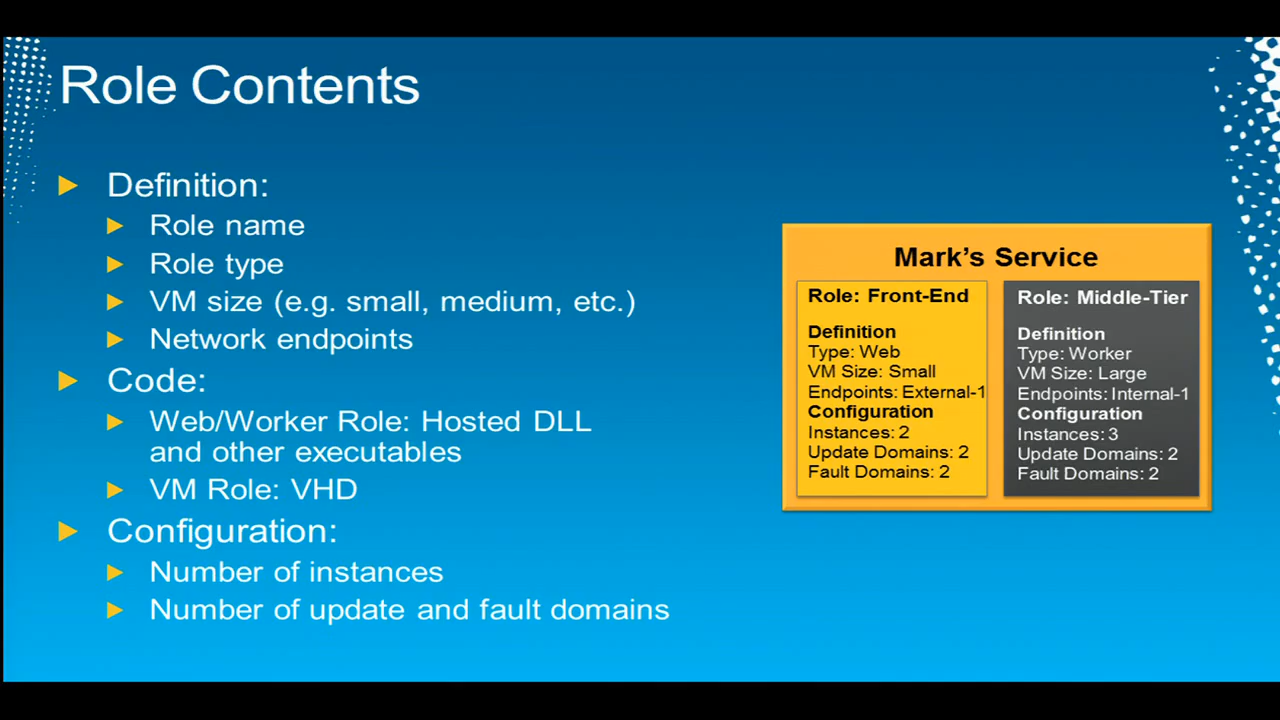 Role Contents
Definition:
Role name
Role type
VM size (e.g. small, medium, etc.)
Network endpoints
Code:
Web/Worker Role: Hosted DLL
and other executables
VM Role: VHD
Configuration:
Number of instances
Number of update and fault domains
Mark's Service
Role: Front-End
Definition
Type: Web
VM Size: Small
Endpoints: External-1
Configuration
Instances: 2
Update Domains: 2
Fault Domains: 2
Role: Middle-Tier
Definition
Type: Worker
VM Size: Large
Endpoints: Internal-1
Configuration
Instances: 3
Update Domains: 2
Fault Domains: 2